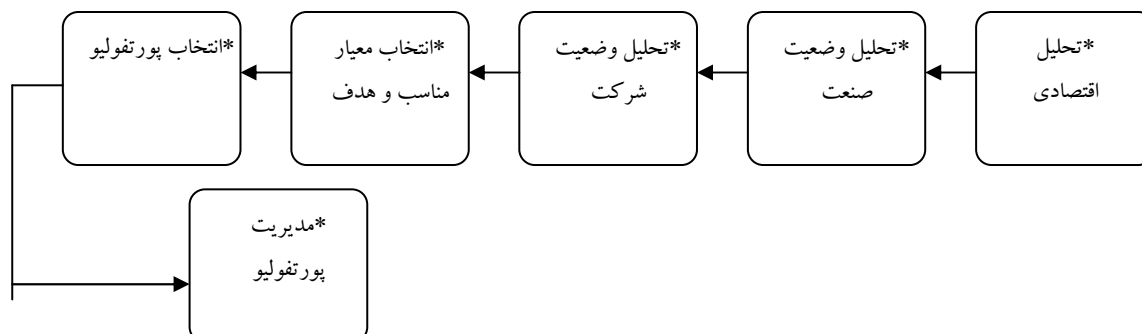 *تحلیل
اقتصادی
*تحلیل وضعیت
صنعت
*تحلیل وضعیت
شرکت
*انتخاب معیار
مناسب و هدف
*انتخاب پورتفولیو
*مدیریت
پورتفولیو